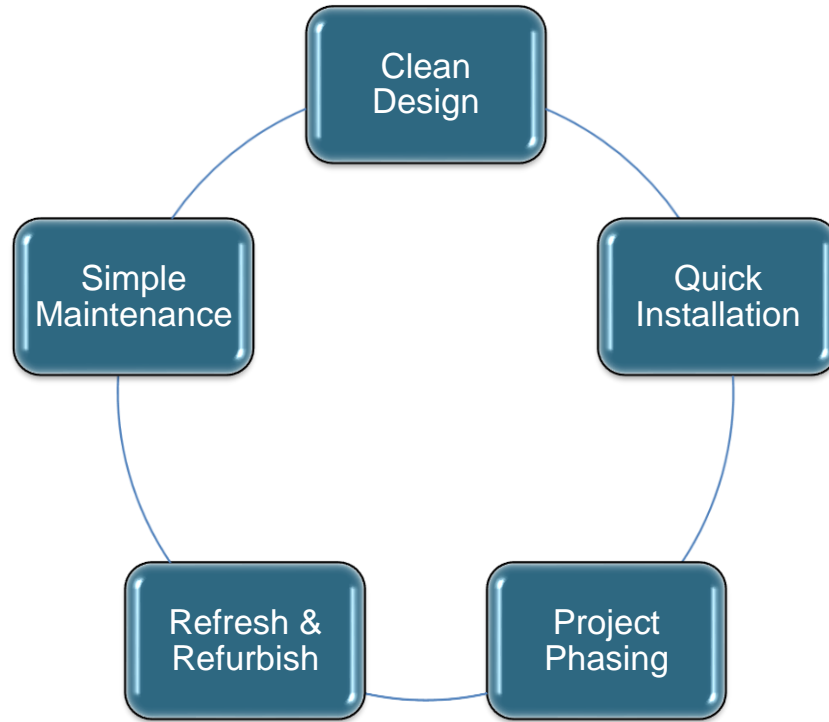 Clean
Design
Quick
Installation
Project
Phasing
Refresh &
Refurbish
Simple
Maintenance